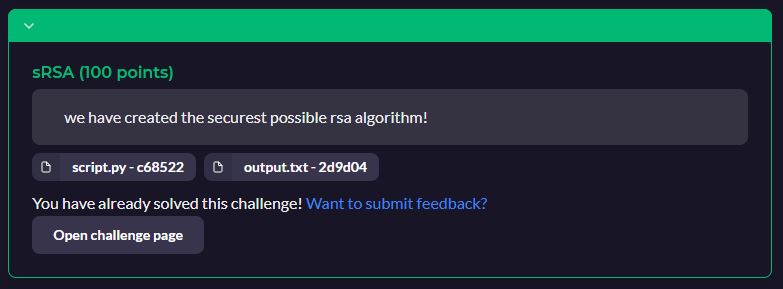 sRSA (100 points)
we have created the securest possible rsa algorithm!
script.py - c68522 output.txt - 2d9d04
You have already solved this challenge! Want to submit feedback?
Open challenge page